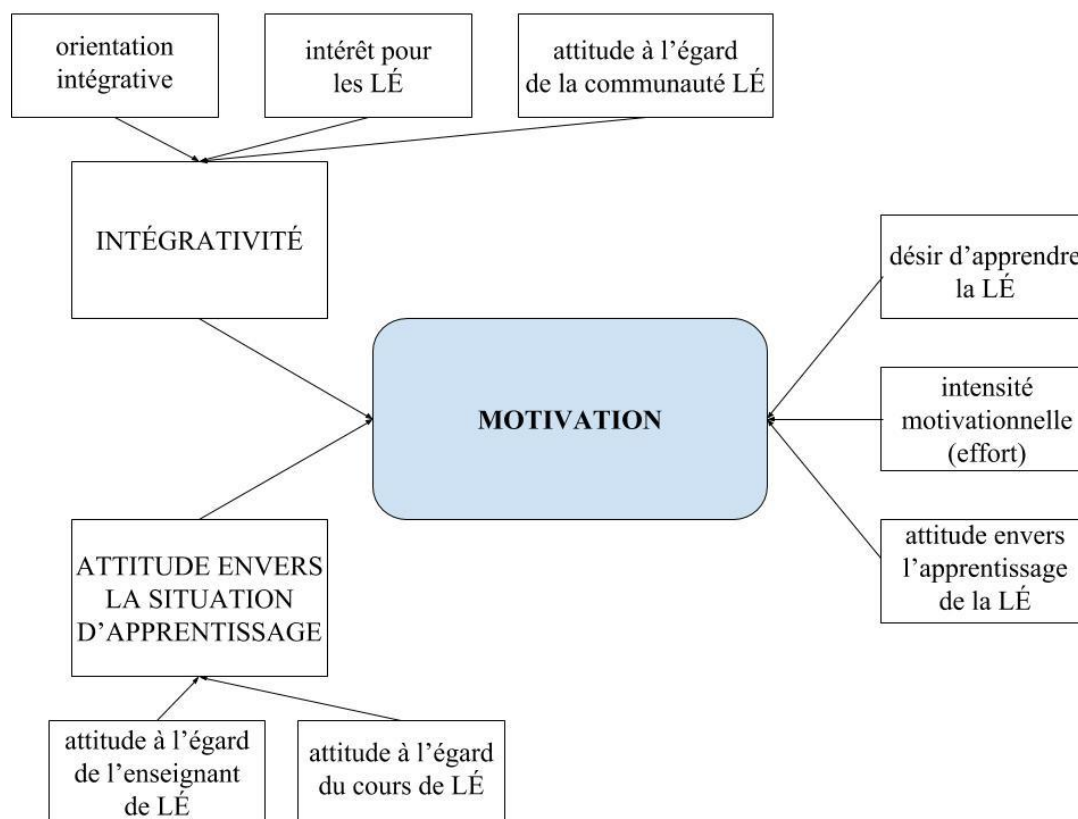 orientation
intégrative
intérêt pour
les LÉ
attitude à l’égard
de la communauté LÉ
INTÉGRATIVITÉ
désir d’apprendre
la LÉ
MOTIVATION
intensité
motivationnelle
(effort)
ATTITUDE ENVERS
LA SITUATION
D’APPRENTISSAGE
attitude envers
l’apprentissage
de la LÉ
attitude à l’égard
de l’enseignant
de LÉ
attitude à l’égard
du cours de LÉ